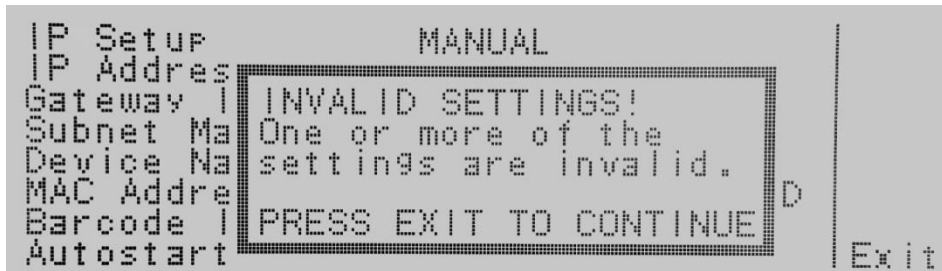 IP Setup MANUAL
IP Addres
Gateway I
INVALID SETTINGS!
Subnet Ma
One or more of the
Device Na
settings are invalid.
MAC Addre
D
Barcode I
PRESS EXIT TO CONTINUE
Autostart
Exit